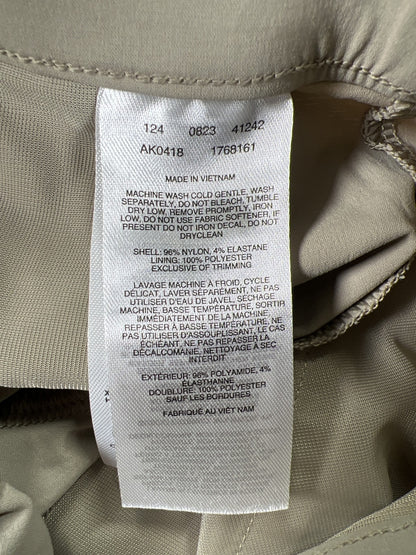 124 0823 41242
AK0418 1768161
MADE IN VIETNAM
MACHINE WASH COLD GENTLE, WASH
SEPARATELY, DO NOT BLEACH, TUMBLE
DRY LOW, REMOVE PROMPTLY, IRON
LOW, DO NOT USE FABRIC SOFTENER, IF
PRESENT DO NOT IRON DECAL, DO NOT
DRYCLEAN
SHELL: 96% NYLON, 4% ELASTANE
LINING: 100% POLYESTER
EXCLUSIVE OF TRIMMING
LAVAGE MACHINE À FROID, CYCLE
DÉLICAT, LAVER SÉPARÉMENT, NE PAS
UTILISER D'EAU DE JAVEL, SÉCHAGE
MACHINE, BASSE TEMPÉRATURE, SORTIR
IMMÉDIATEMENT DE LA MACHINE,
REPASSER À BASSE TEMPÉRATURE, NE PAS
UTILISER D'ASSOUPLISSANT. LE CAS
ÉCHÉANT, NE PAS REPASSER LA
DÉCALCOMANIE, NETTOYAGE À SEC
INTERDIT
EXTÉRIEUR: 96% POLYAMIDE, 4%
ÉLASTHANNE
DOUBLURE: 100% POLYESTER
SAUF LES BORDURES
FABRIQUÉ AU VIÊT NAM